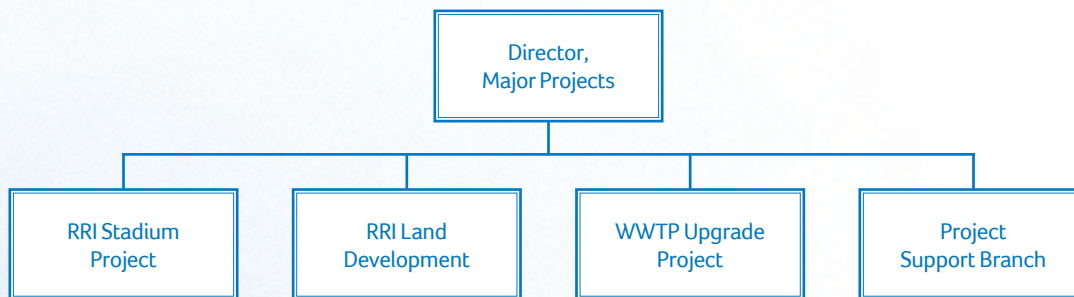 Director,
Major Projects
RRI Stadium
Project
RRI Land
Development
WWTP Upgrade
Project
Project
Support Branch